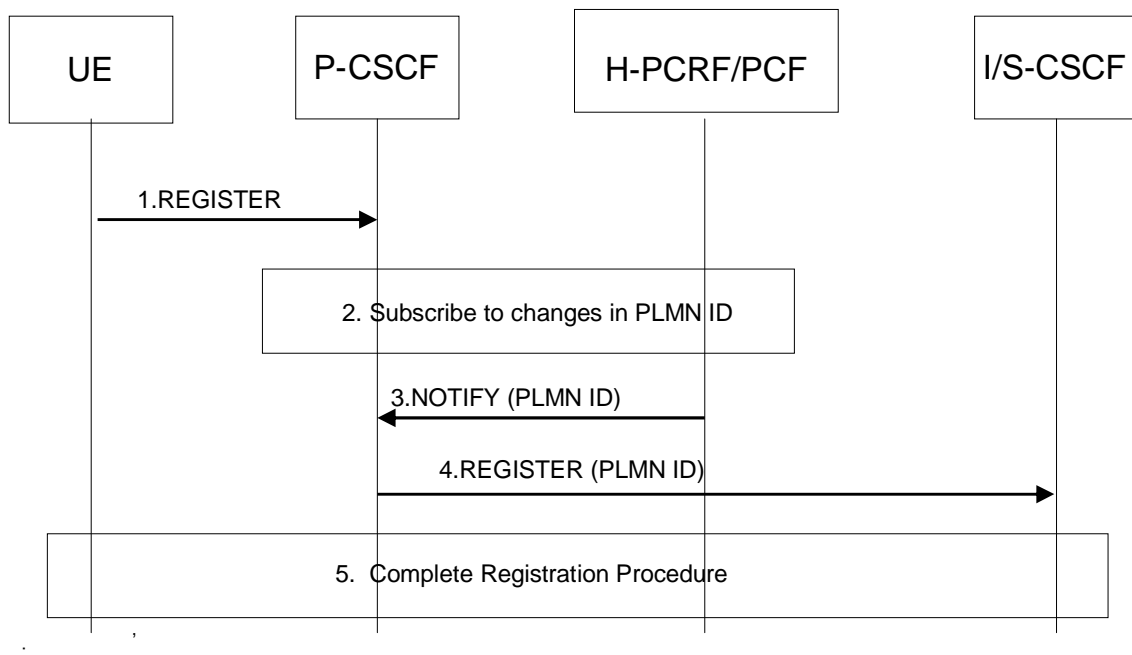 UE
P-CSCF
H-PCRF/PCF
I/S-CSCF
1.REGISTER
2. Subscribe to changes in PLMN ID
3.NOTIFY (PLMN ID)
4.REGISTER (PLMN ID)
5. Complete Registration Procedure